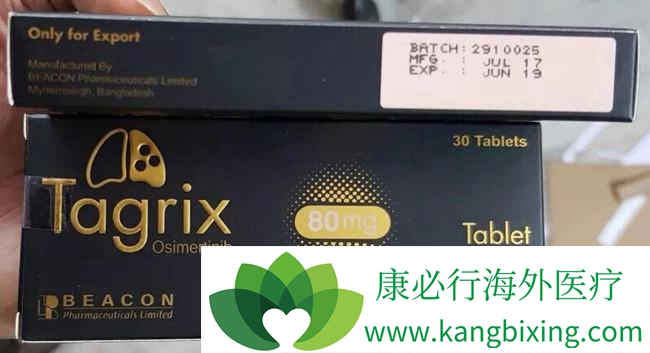 Only for Export
Manufactured By
BEACON Pharmaceuticals Limited
Mymensingh, Bangladesh
BATCH:2910025
MFG. : JUL 17
EXP. : JUN 19
30 Tablets
Tagrix
Osimertinib
80mg
Tablet
BEACON
Pharmaceuticals Limited
康必行海外医疗
www.kangbixing.com